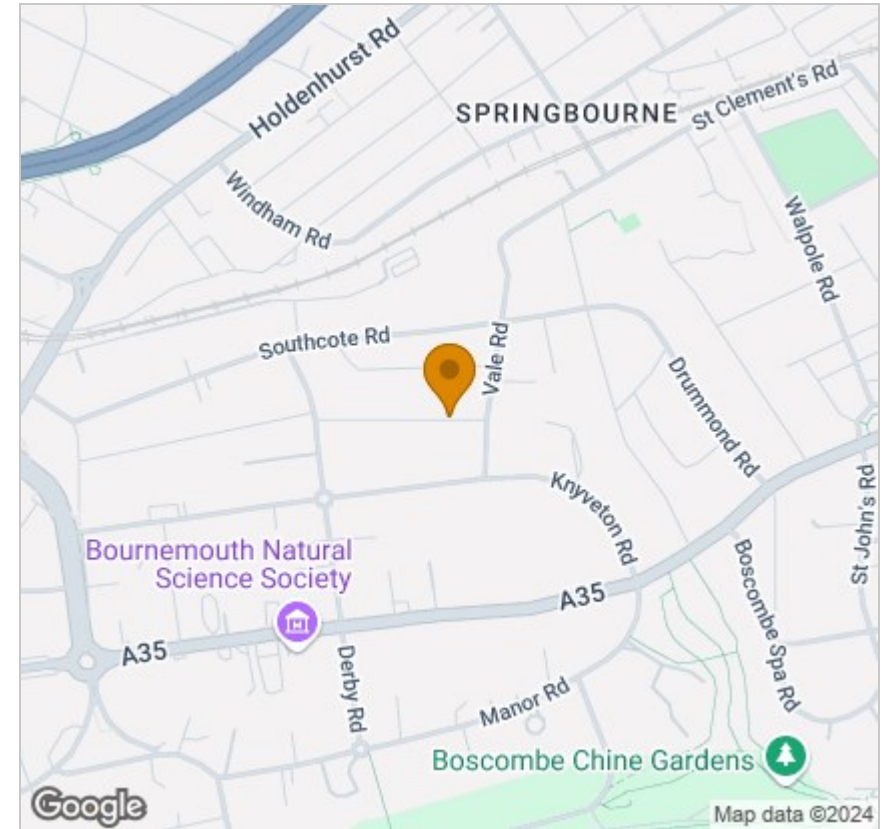 Holdenhurst Rd
SPRINGBOURNE
St Clement's Rd
Windham Rd
Walpole Rd
Southcote Rd
Vale Rd
Drummond Rd
Knyveton Rd
St John's Rd
Bournemouth Natural
Science Society
A35
A35
Boscombe Spa Rd
Derby Rd
Manor Rd
Boscombe Chine Gardens
Google
Map data ©2024